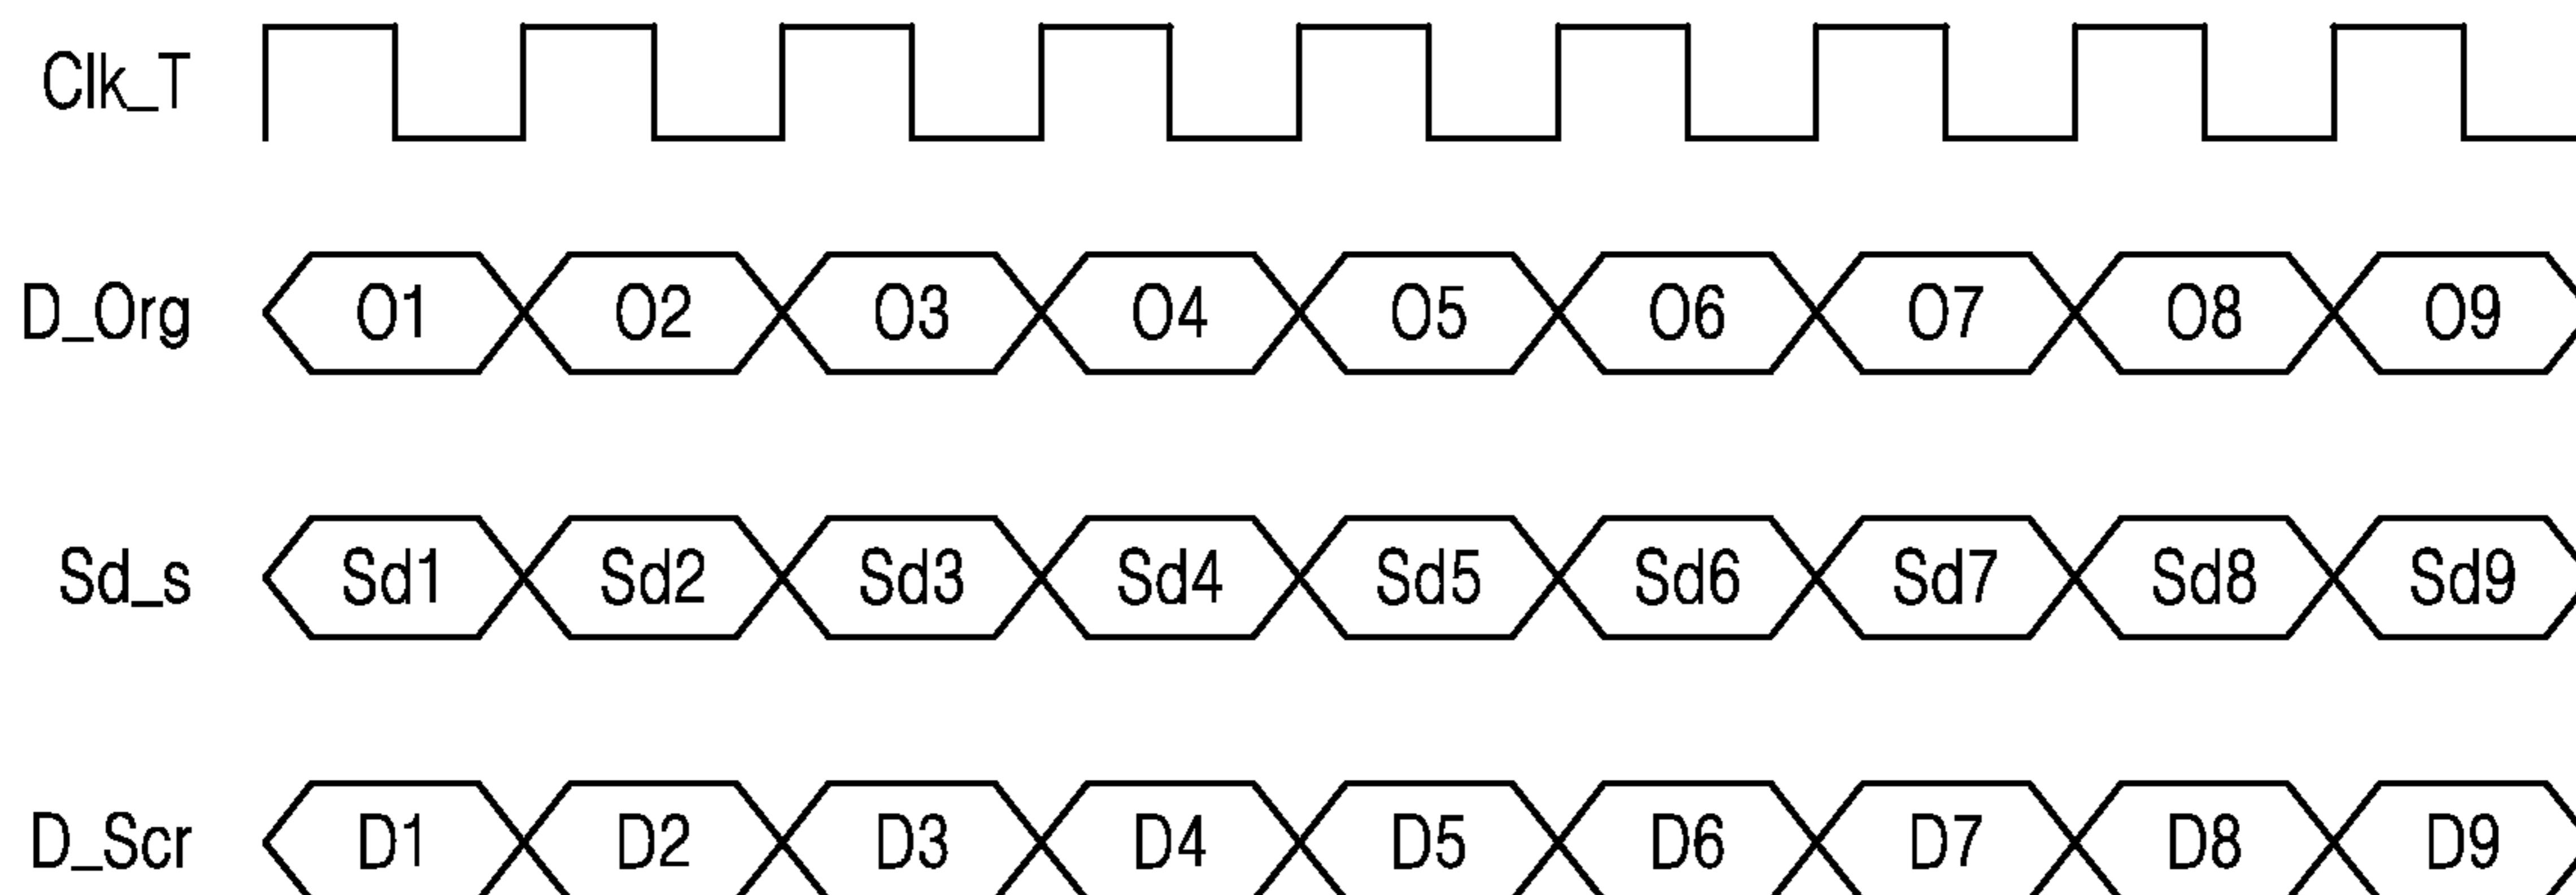 Clk_T
D_Org O1 O2 O3 O4 O5 O6 O7 O8 O9
Sd_s Sd1 Sd2 Sd3 Sd4 Sd5 Sd6 Sd7 Sd8 Sd9
D_Scr D1 D2 D3 D4 D5 D6 D7 D8 D9